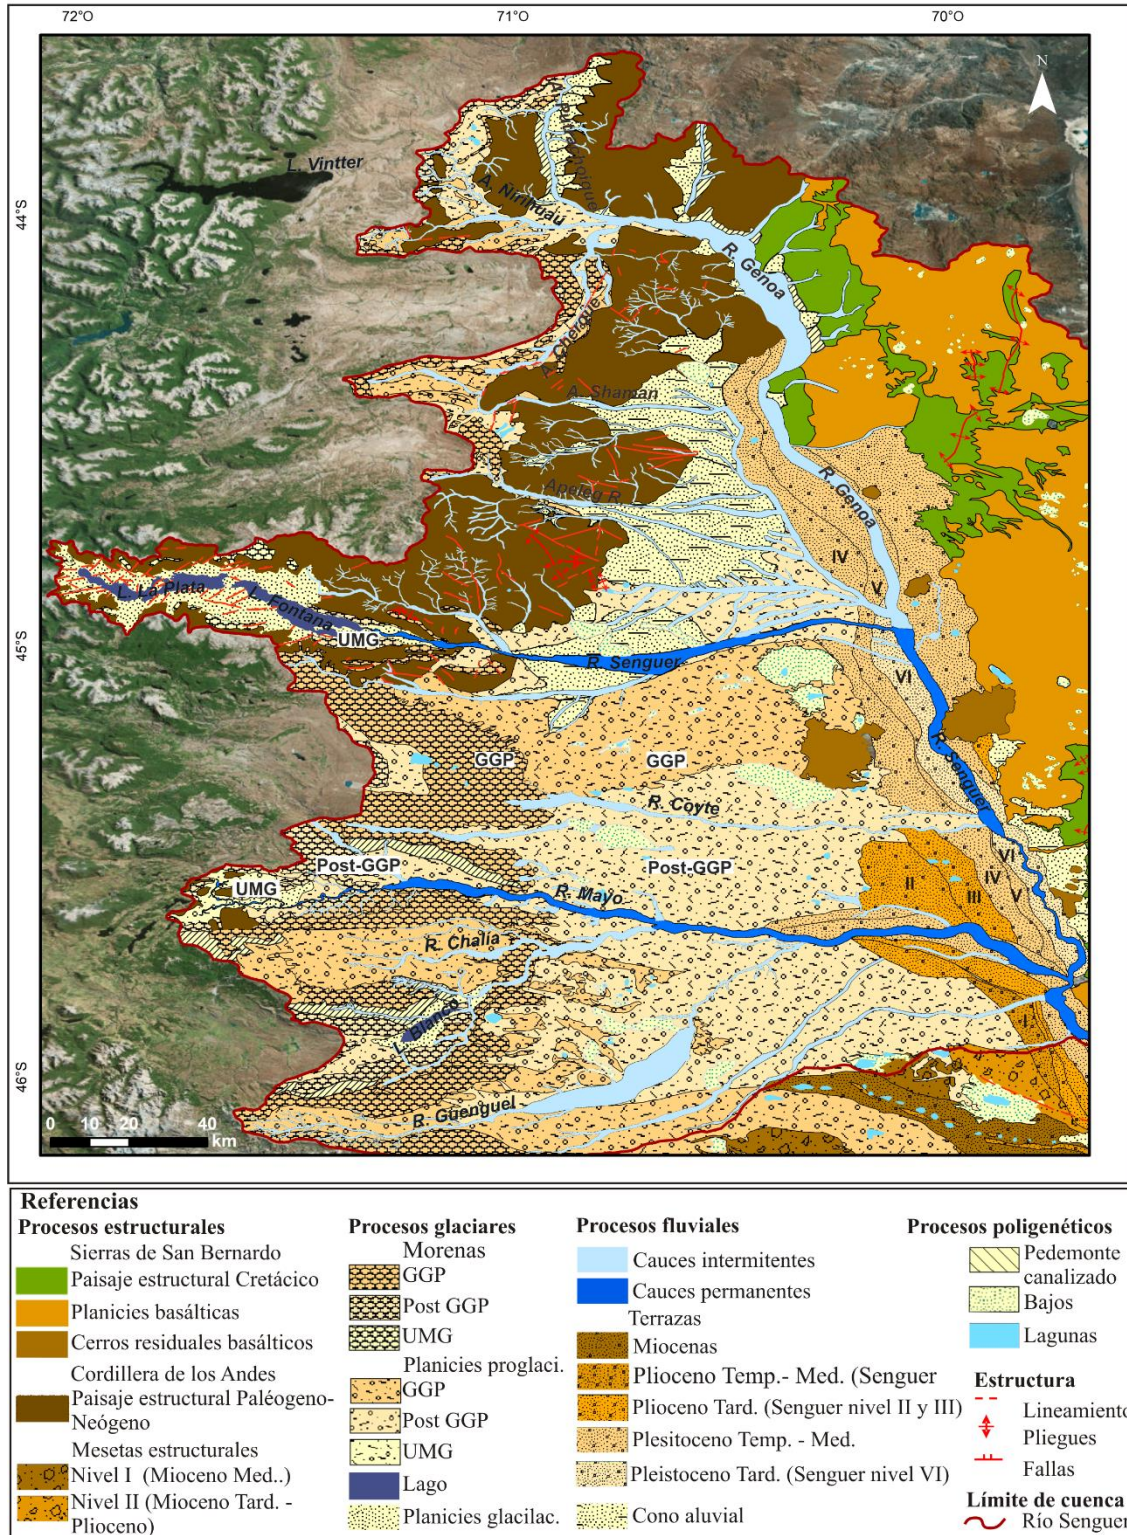 72°O 71°O 70°O
N
44°S
45°S
46°S
L. Vintter
A. Ñirihuau
R. Genoa
A. Cherque
A. Shaman
R. Genoa
Apeleg R
IV
V
VI
L. La Plata
L. Fontana
UMG
R. Senguer
VI
GGP
GGP
R. Senguer
R. Coyte
Post-GGP
Post-GGP
UMG
VI
IV
V
II
III
R. Mayo
R. Chalia
L. Blanco
I
R. Guenguel
0 10 20 40
km
Referencias
Procesos estructurales
Sierras de San Bernardo
Paisaje estructural Cretácico
Planicies basálticas
Cerros residuales basálticos
Cordillera de los Andes
Paisaje estructural Paléogeno-
Neógeno
Mesetas estructurales
Nivel I (Mioceno Med..)
Nivel II (Mioceno Tard. -
Plioceno)
Procesos glaciares
Morenas
GGP
Post GGP
UMG
Planicies proglaci.
GGP
Post GGP
UMG
Lago
Planicies glacilac.
Procesos fluviales
Cauces intermitentes
Cauces permanentes
Terrazas
Miocenas
Plioceno Temp.- Med. (Senguer
Plioceno Tard. (Senguer nivel II y III)
Plesitoceno Temp. - Med.
Pleistoceno Tard. (Senguer nivel VI)
Cono aluvial
Procesos poligenéticos
Pedemonte
canalizado
Bajos
Lagunas
Estructura
Lineamiento
Pliegues
Fallas
Límite de cuenca
Río Senguer